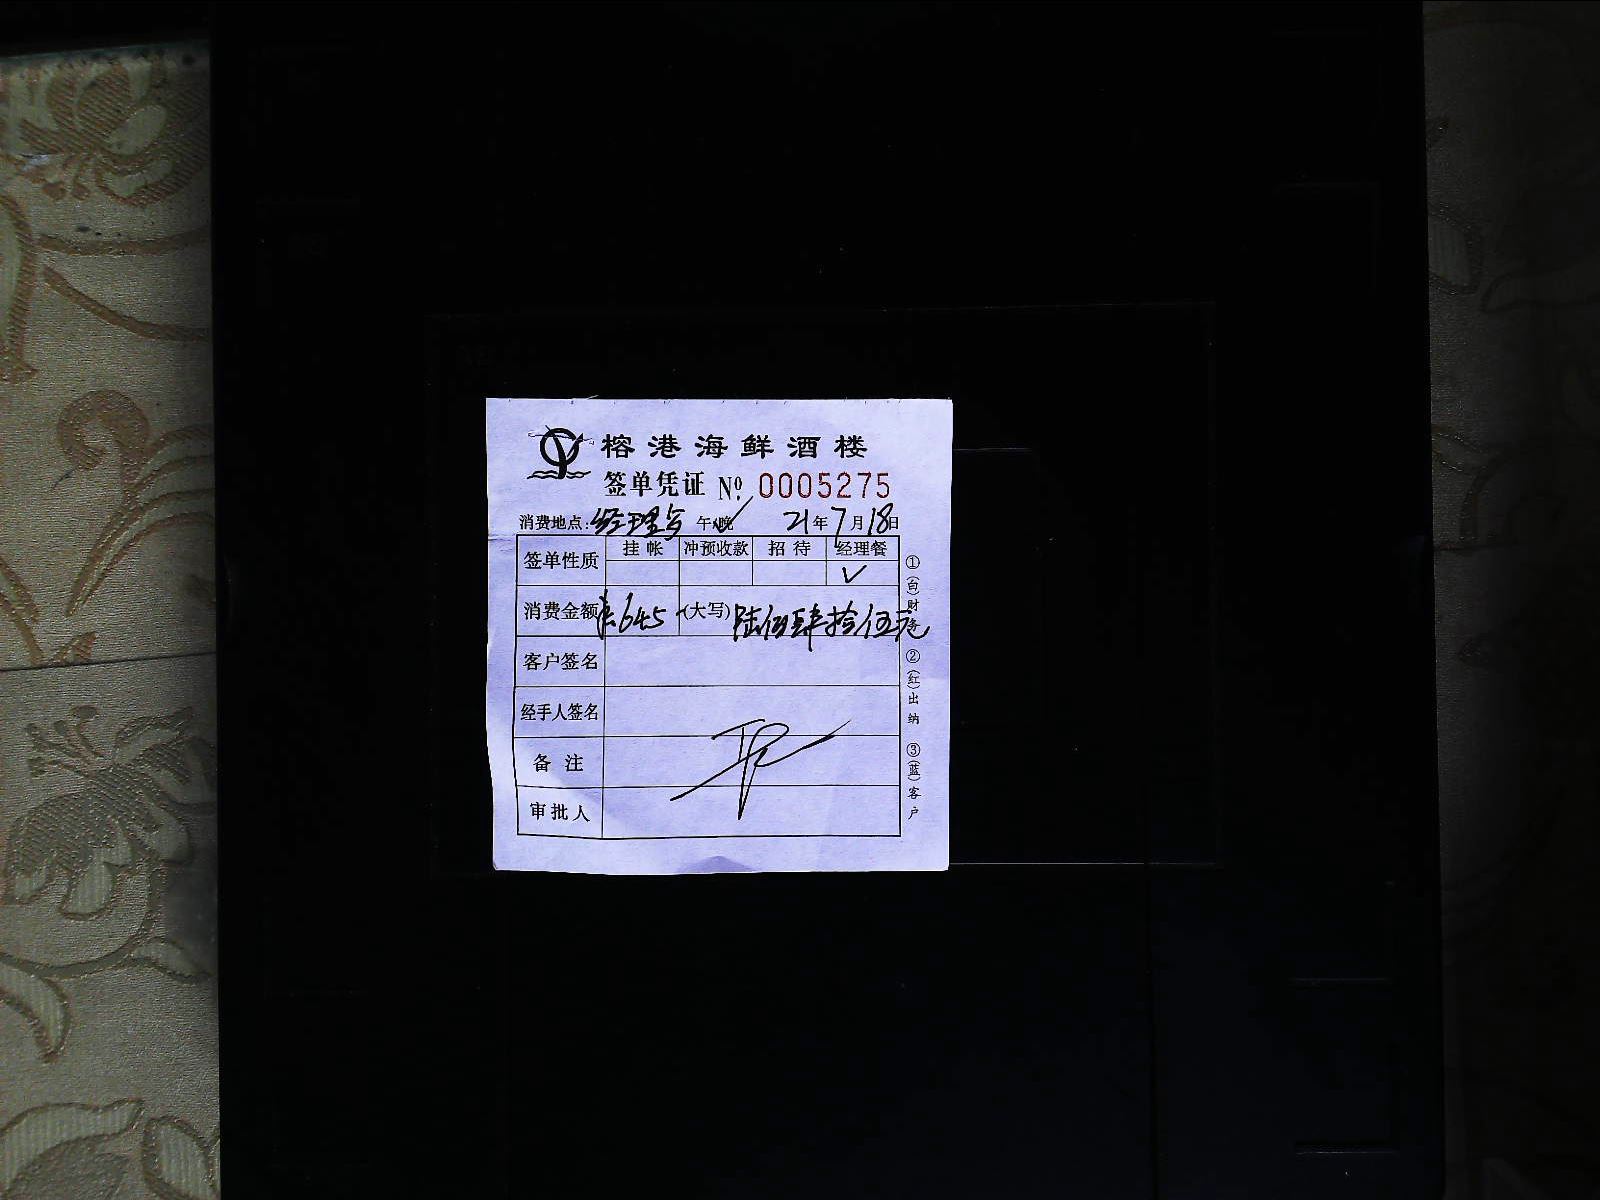 榕港海鲜酒楼
签单凭证 № 0005275
消费地点: 经理 午 晚 21年7月18日
签单性质 挂帐 冲预收款 招待 经理餐
✓
消费金额 ¥645 (大写) 陆佰肆拾伍元
客户签名
经手人签名
备注
审批人
①(白)财务 ②(红)出纳 ③(蓝)客户